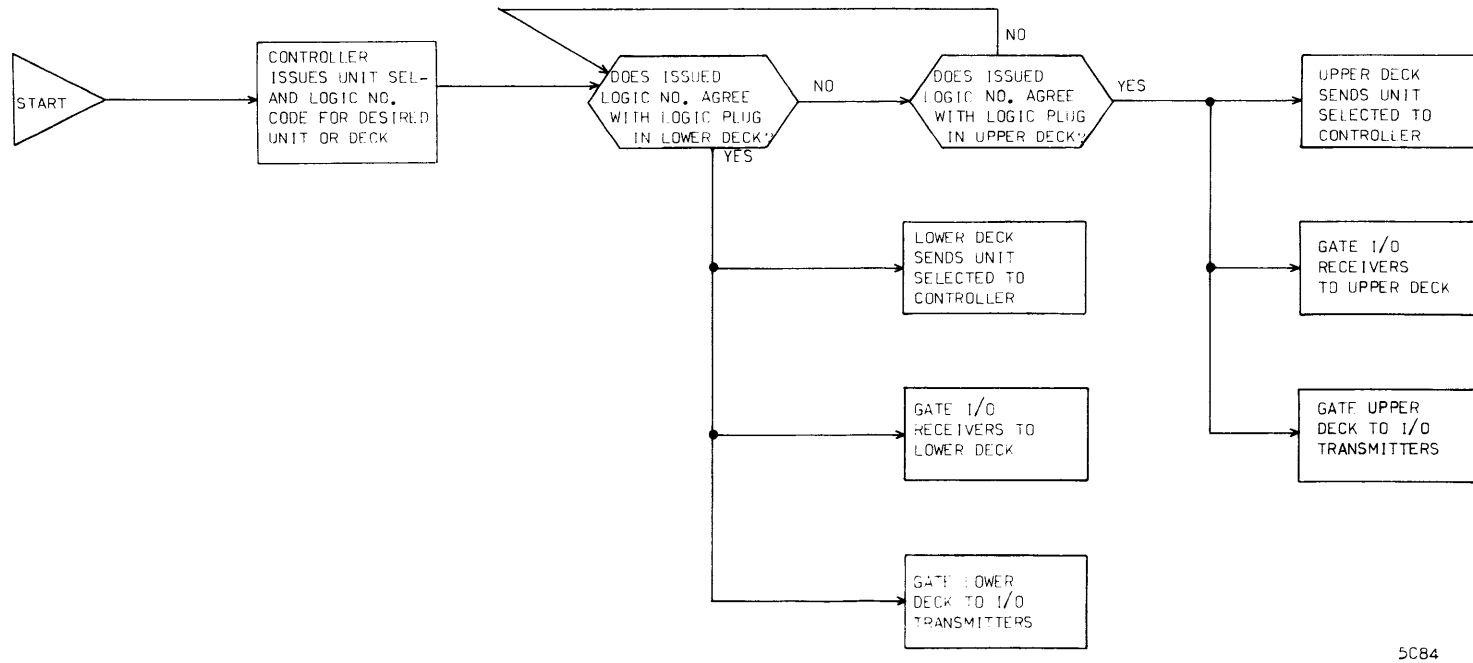 START
CONTROLLER
ISSUES UNIT SEL-
AND LOGIC NO.
CODE FOR DESIRED
UNIT OR DECK
DOES ISSUED
LOGIC NO. AGREE
WITH LOGIC PLUG
IN LOWER DECK?
NO
YES
DOES ISSUED
LOGIC NO. AGREE
WITH LOGIC PLUG
IN UPPER DECK?
NO
YES
UPPER DECK
SENDS UNIT
SELECTED TO
CONTROLLER
LOWER DECK
SENDS UNIT
SELECTED TO
CONTROLLER
GATE I/O
RECEIVERS
TO UPPER DECK
GATE I/O
RECEIVERS TO
LOWER DECK
GATE UPPER
DECK TO I/O
TRANSMITTERS
GATE LOWER
DECK TO I/O
TRANSMITTERS
5C84